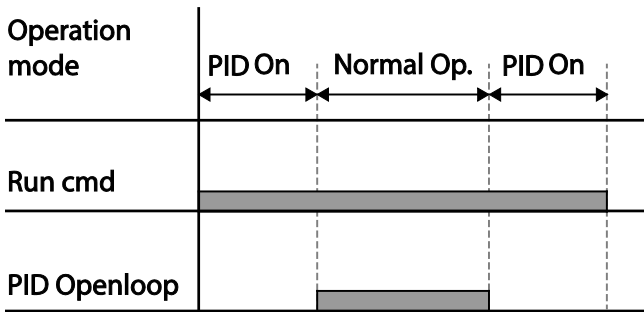 Operation
mode
PID On
Normal Op.
PID On
Run cmd
PID Openloop